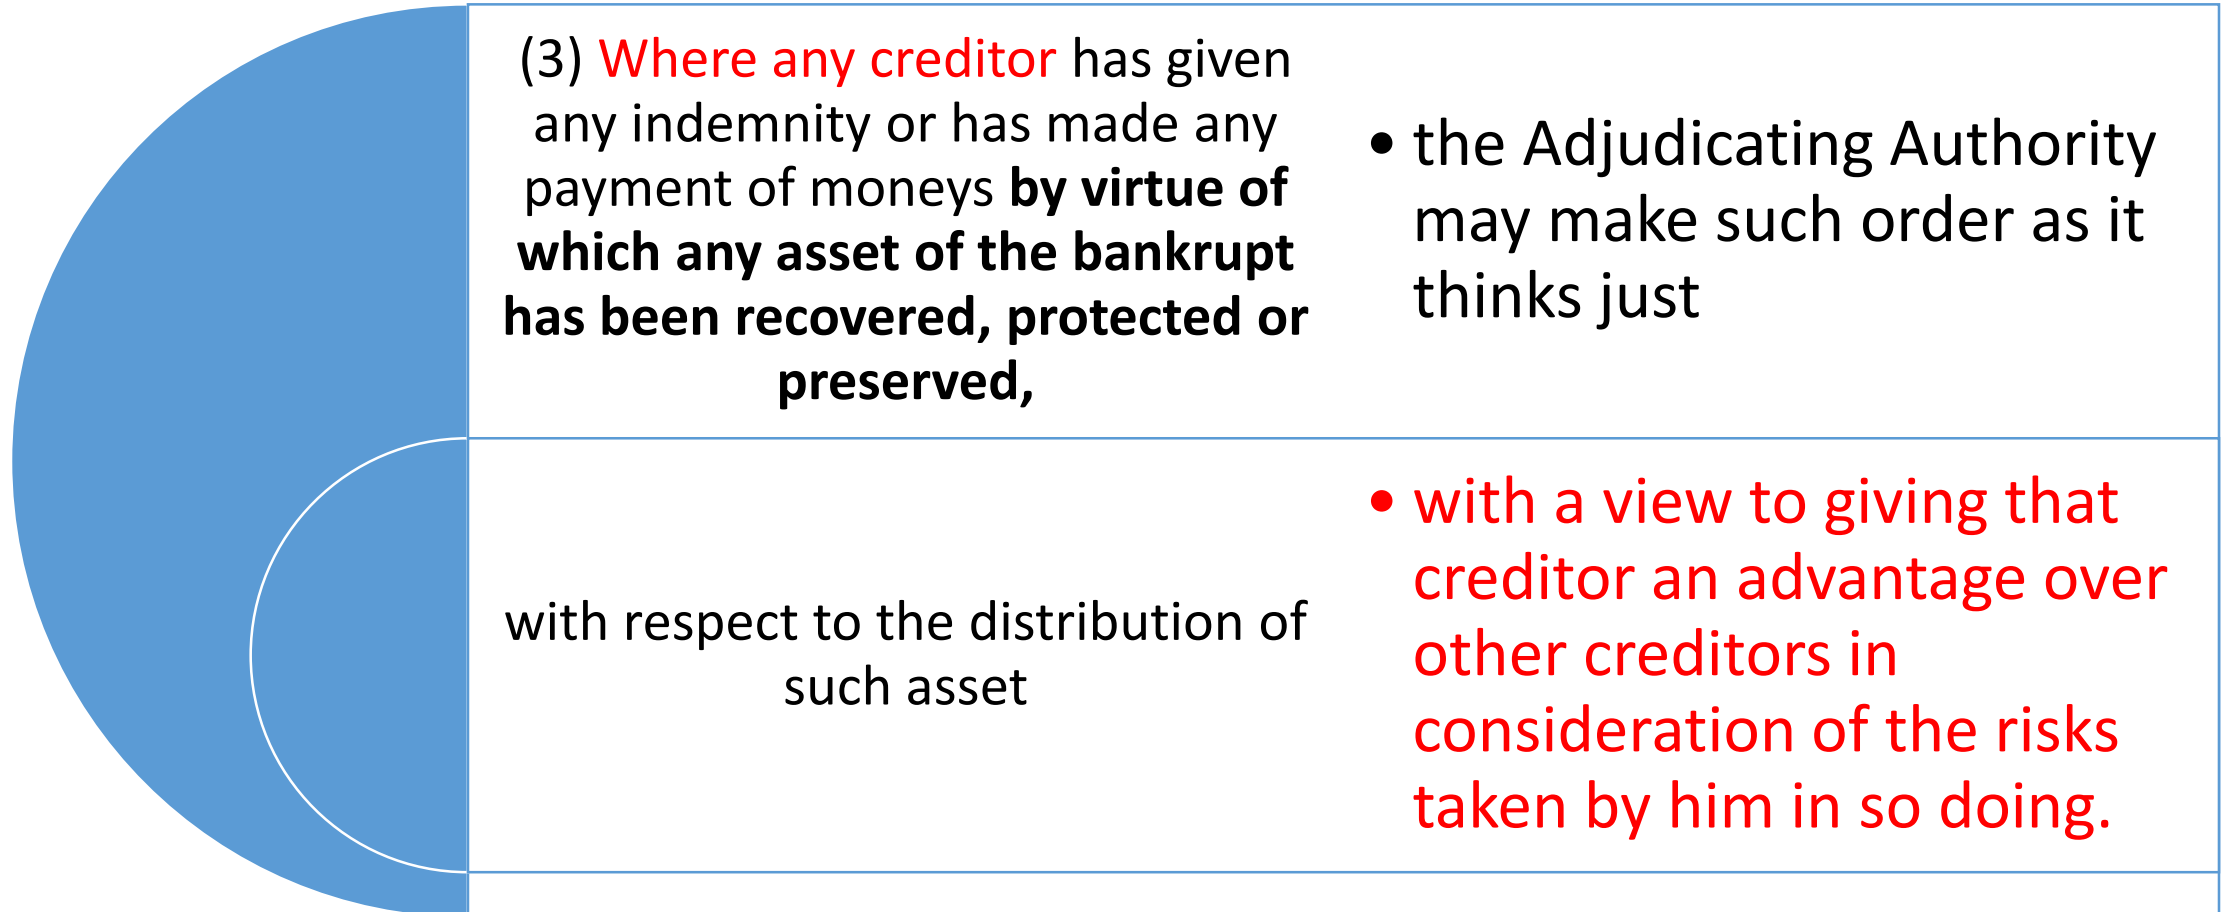 (3) Where any creditor has given
any indemnity or has made any
payment of moneys by virtue of
which any asset of the bankrupt
has been recovered, protected or
preserved,
• the Adjudicating Authority
may make such order as it
thinks just
with respect to the distribution of
such asset
• with a view to giving that
creditor an advantage over
other creditors in
consideration of the risks
taken by him in so doing.